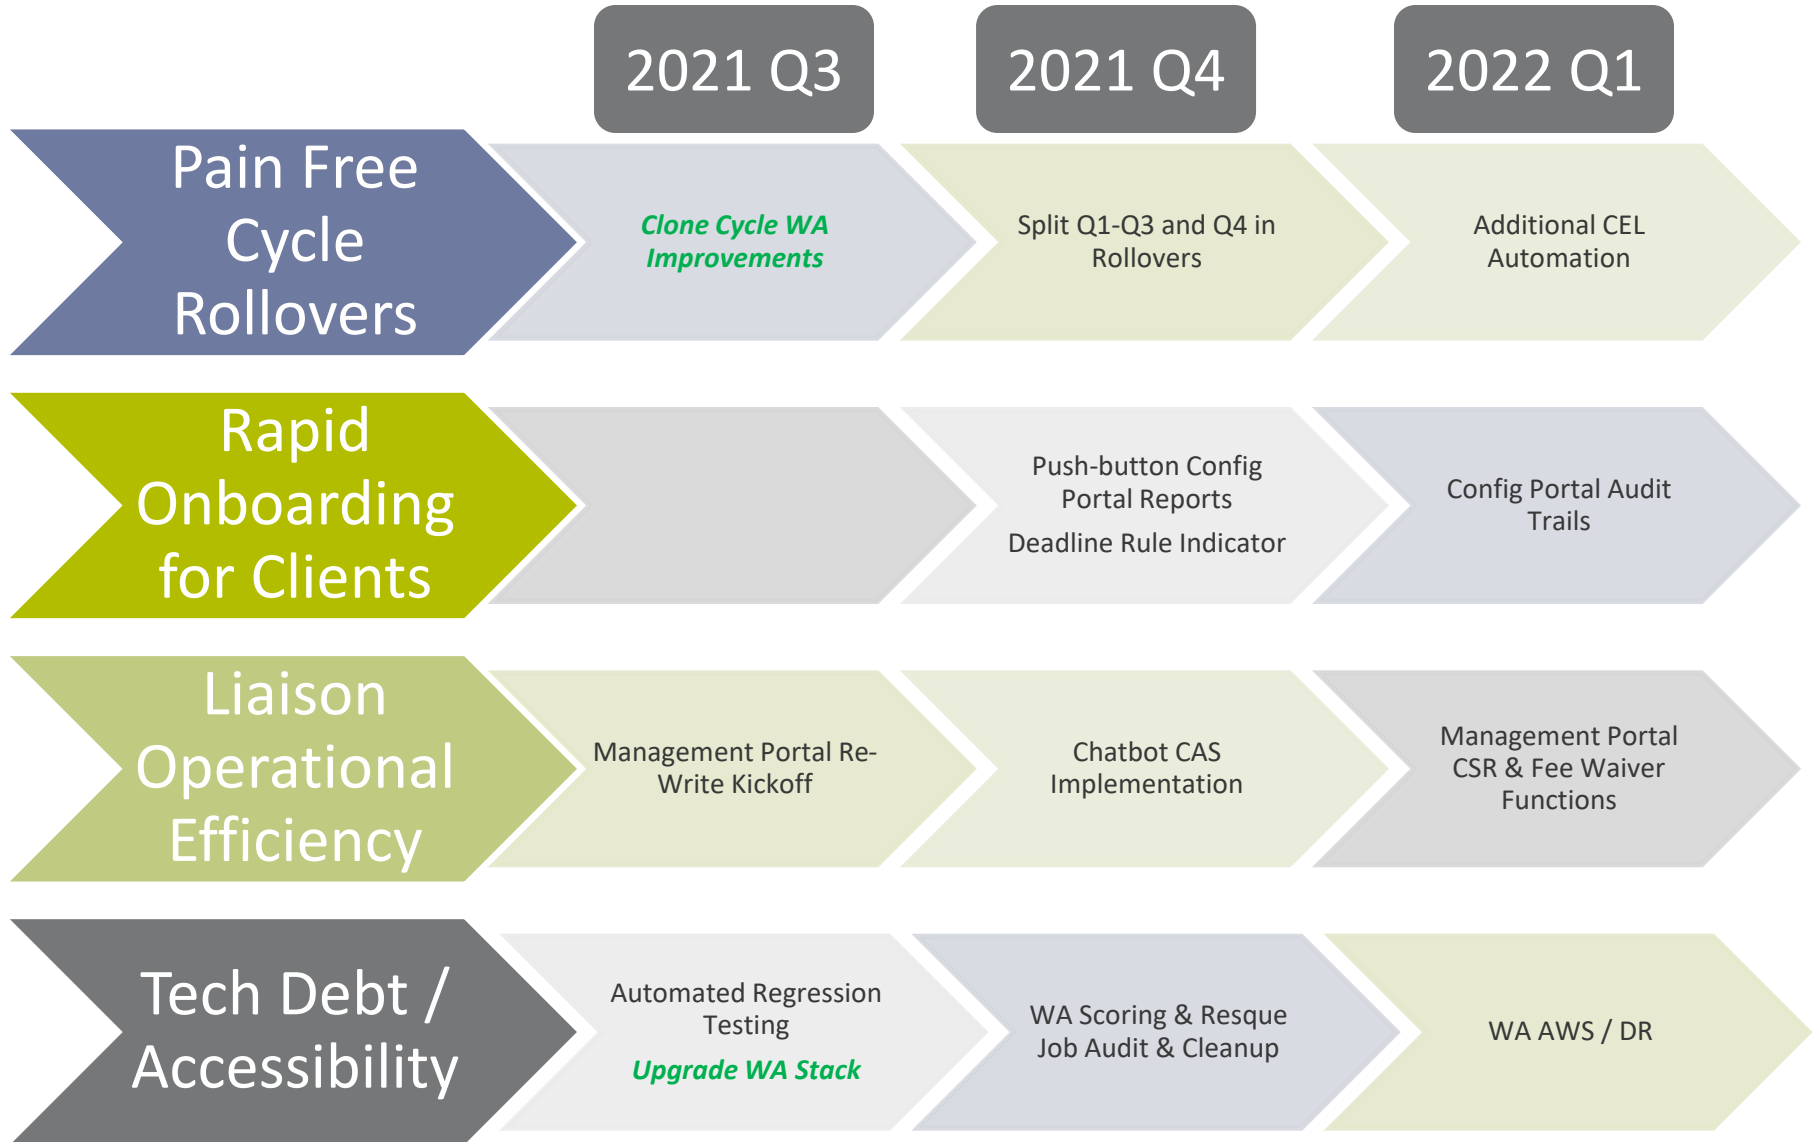 2021 Q3
2021 Q4
2022 Q1
Pain Free
Cycle
Rollovers
Clone Cycle WA
Improvements
Split Q1-Q3 and Q4 in
Rollovers
Additional CEL
Automation
Rapid
Onboarding
for Clients
Push-button Config
Portal Reports
Deadline Rule Indicator
Config Portal Audit
Trails
Liaison
Operational
Efficiency
Management Portal Re-
Write Kickoff
Chatbot CAS
Implementation
Management Portal
CSR & Fee Waiver
Functions
Tech Debt /
Accessibility
Automated Regression
Testing
Upgrade WA Stack
WA Scoring & Resque
Job Audit & Cleanup
WA AWS / DR